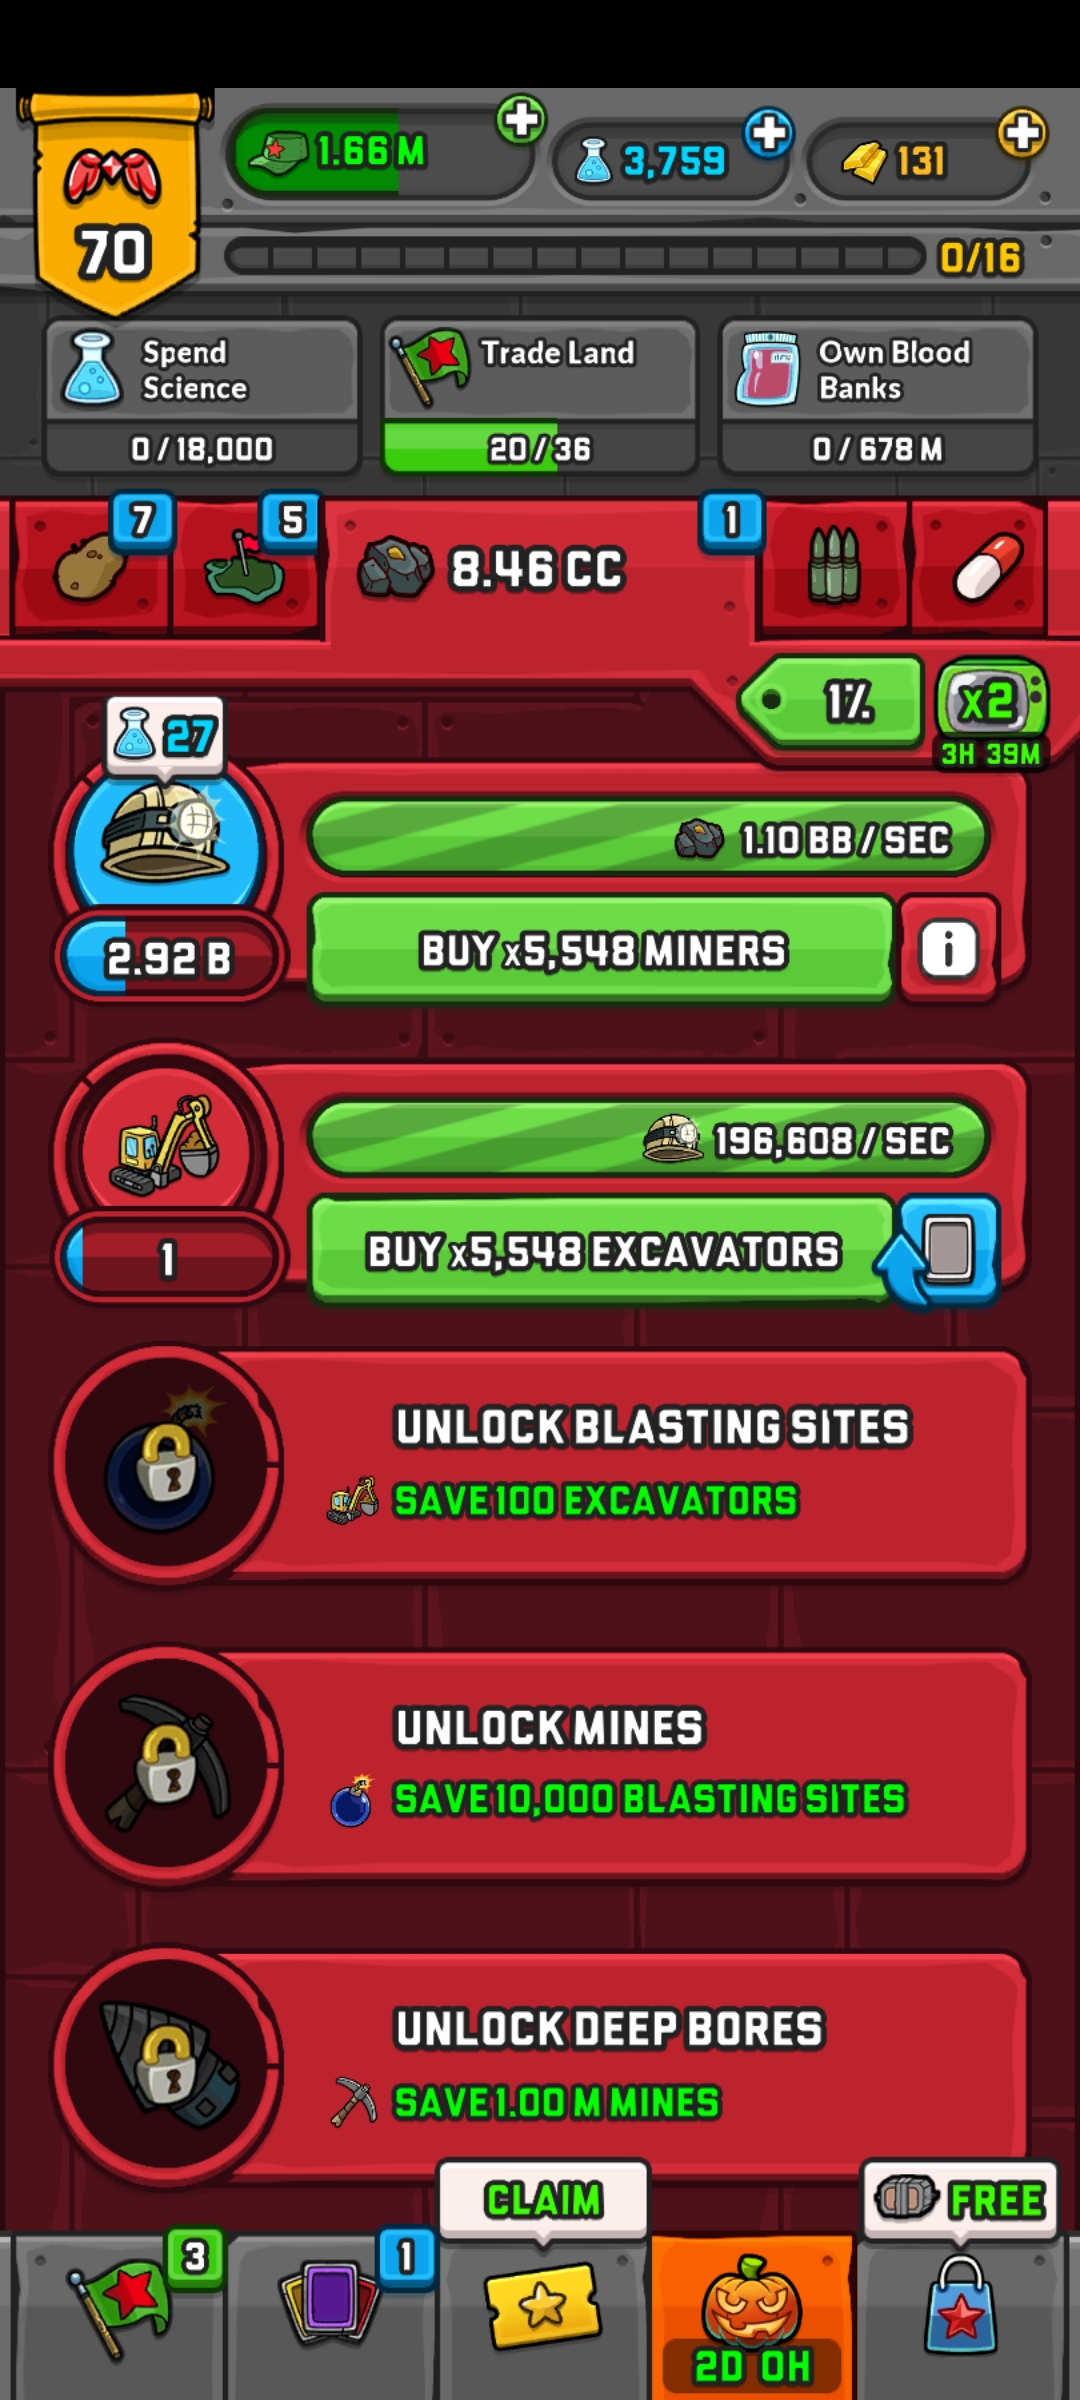 70
1.66 M
3,759
131
0/16
Spend
Science
0 / 18,000
Trade Land
20 / 36
Own Blood
Banks
0 / 678 M
7
5
8.46 CC
1
1%
x2
3H 39M
27
1.10 BB / SEC
2.92 B
BUY x5,548 MINERS
i
196,608 / SEC
1
BUY x5,548 EXCAVATORS
UNLOCK BLASTING SITES
SAVE 100 EXCAVATORS
UNLOCK MINES
SAVE 10,000 BLASTING SITES
UNLOCK DEEP BORES
SAVE 1.00 M MINES
CLAIM
FREE
3
1
2D 0H